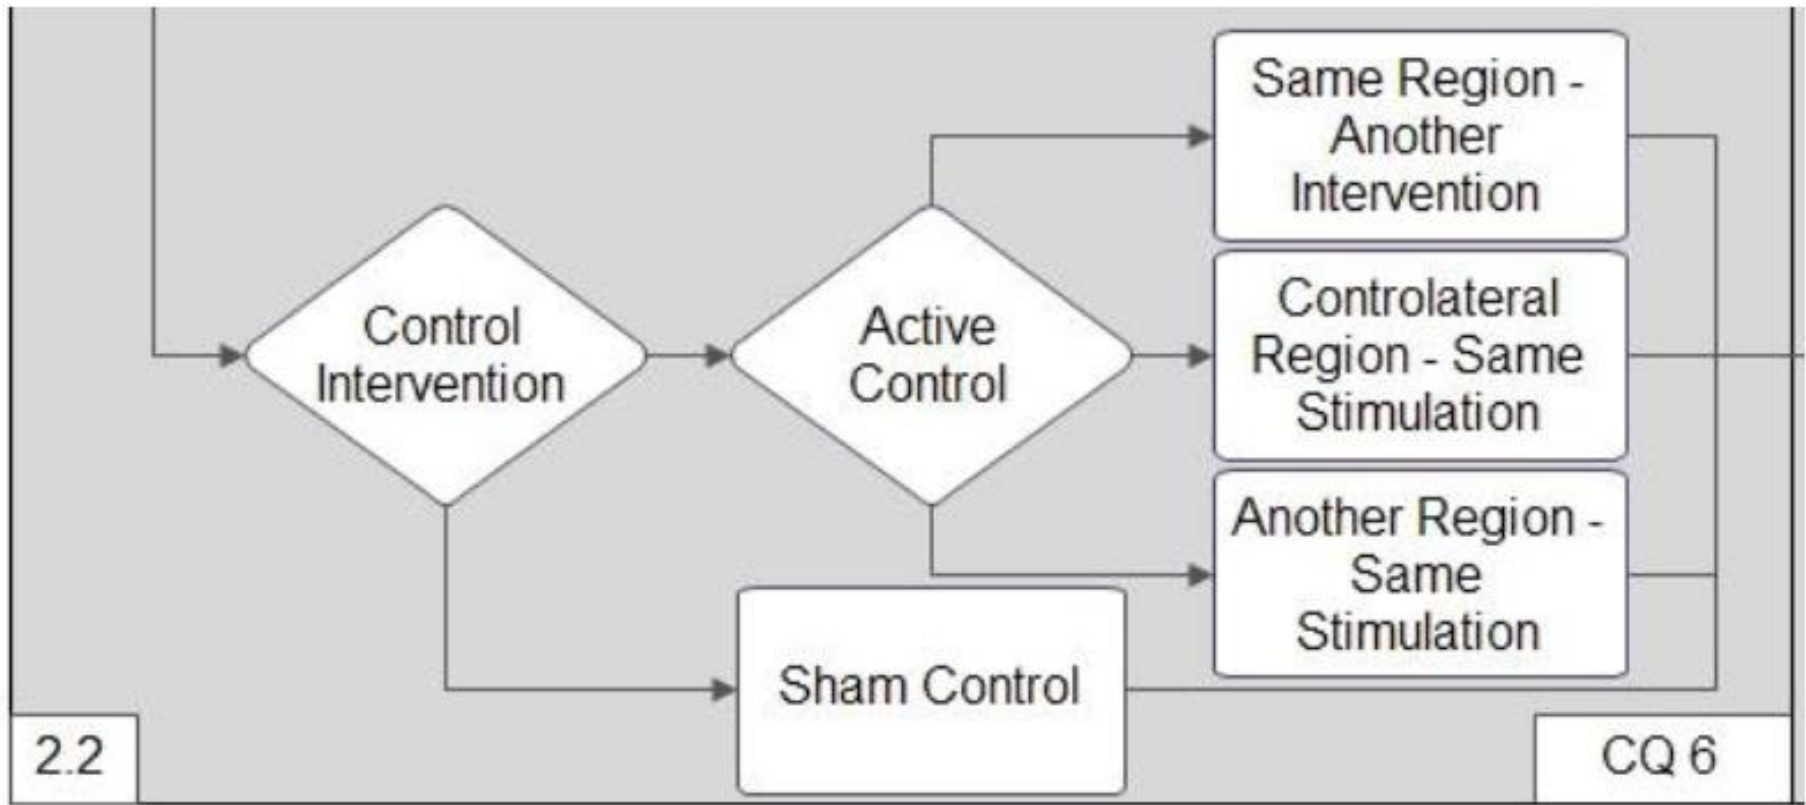 Same Region -
Another
Intervention
Control
Intervention
Active
Control
Controlateral
Region - Same
Stimulation
Another Region -
Same
Stimulation
Sham Control
2.2
CQ 6